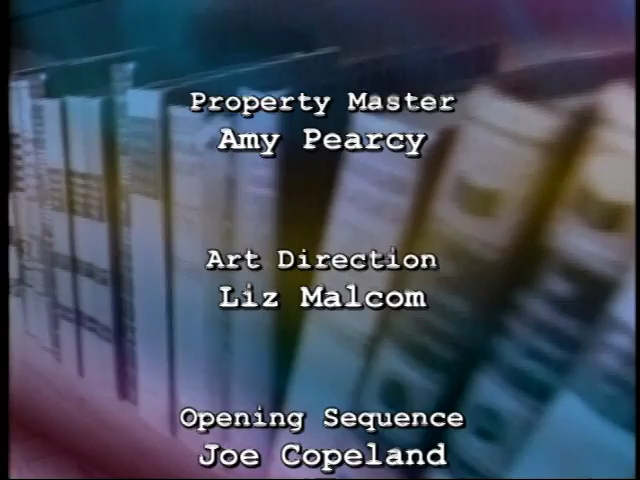 Property Master
Amy Pearcy
Art Direction
Liz Malcom
Opening Sequence
Joe Copeland